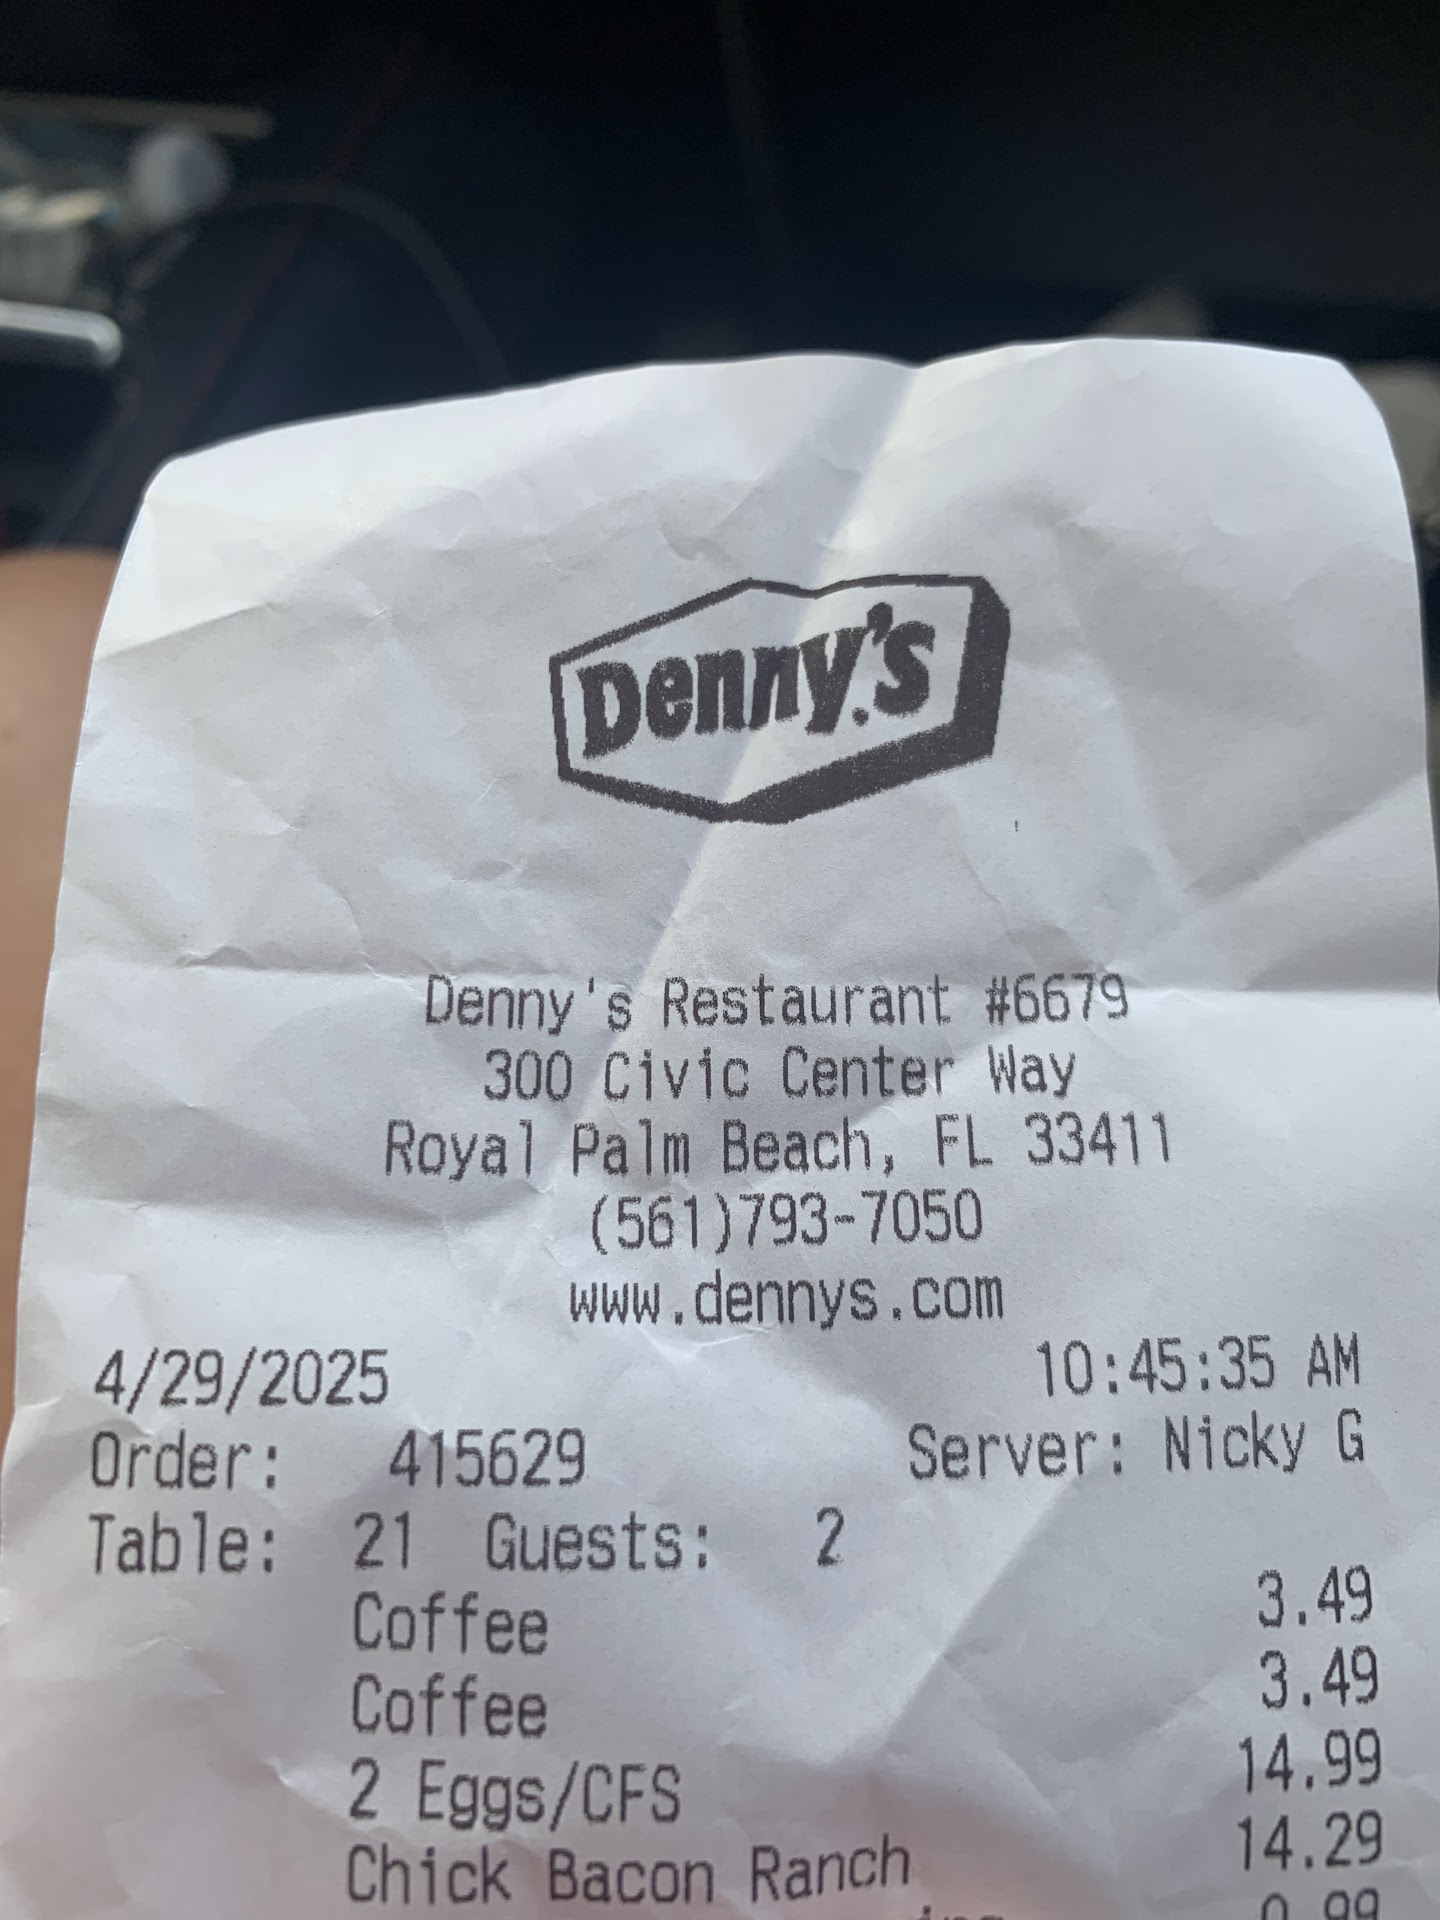 Denny's
Denny's Restaurant #6679
300 Civic Center Way
Royal Palm Beach, FL 33411
(561)793-7050
www.dennys.com
4/29/2025 10:45:35 AM
Order: 415629 Server: Nicky G
Table: 21 Guests: 2
Coffee 3.49
Coffee 3.49
2 Eggs/CFS 14.99
Chick Bacon Ranch 14.29
0.99